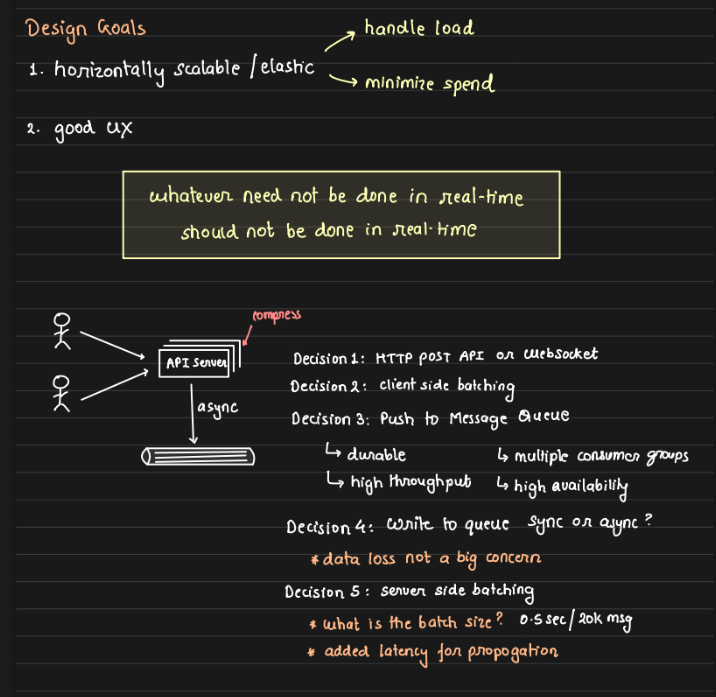 Design Goals
handle load
1. horizontally scalable / elastic
minimize spend
2. good ux
whatever need not be done in real-time
should not be done in real-time
compress
API Server
async
Decision 1: HTTP post API or Websocket
Decision 2: client side batching
Decision 3: Push to Message Queue
↳ durable ↳ multiple consumer groups
↳ high throughput ↳ high availability
Decision 4: Write to queue sync or async?
* data loss not a big concern
Decision 5: server side batching
* what is the batch size? 0.5 sec / 20k msg
* added latency for propogation